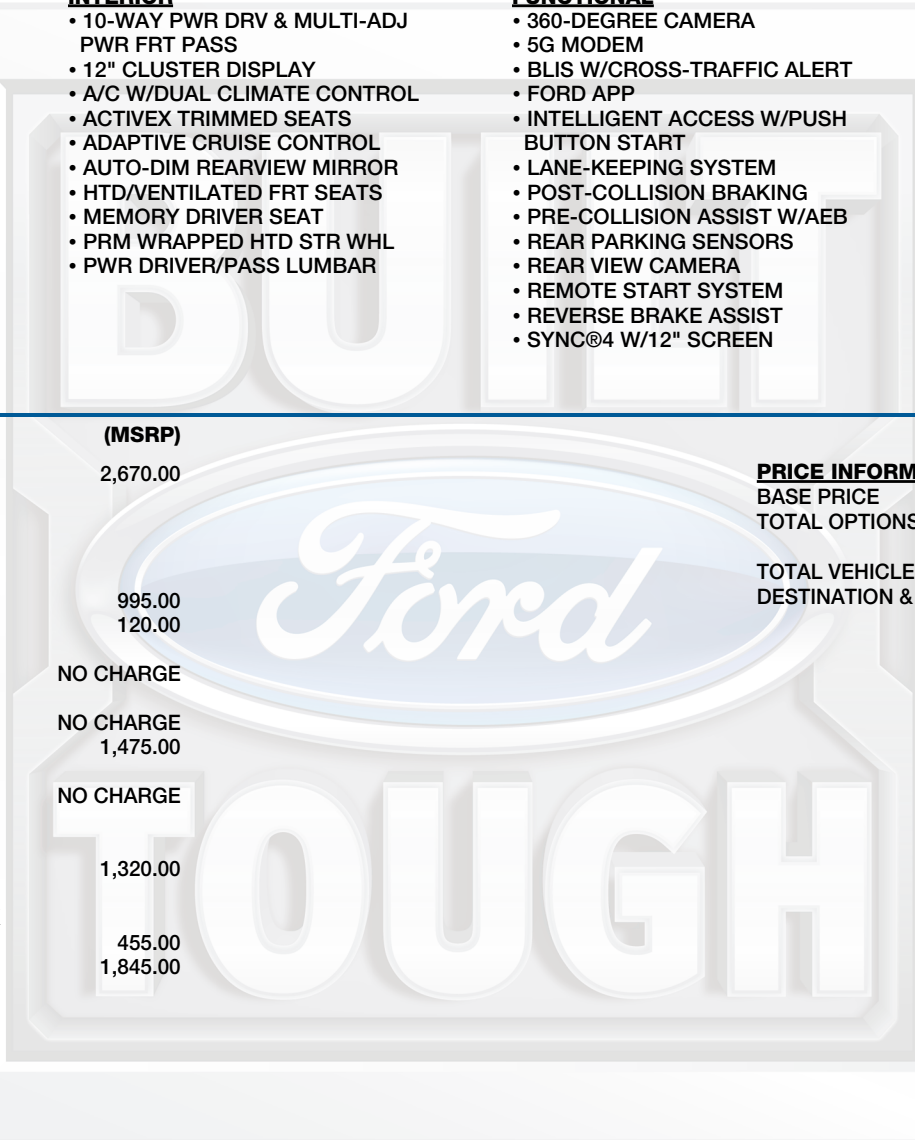 INTERIOR
• 10-WAY PWR DRV & MULTI-ADJ
PWR FRT PASS
• 12" CLUSTER DISPLAY
• A/C W/DUAL CLIMATE CONTROL
• ACTIVEX TRIMMED SEATS
• ADAPTIVE CRUISE CONTROL
• AUTO-DIM REARVIEW MIRROR
• HTD/VENTILATED FRT SEATS
• MEMORY DRIVER SEAT
• PRM WRAPPED HTD STR WHL
• PWR DRIVER/PASS LUMBAR
FUNCTIONAL
• 360-DEGREE CAMERA
• 5G MODEM
• BLIS W/CROSS-TRAFFIC ALERT
• FORD APP
• INTELLIGENT ACCESS W/PUSH
BUTTON START
• LANE-KEEPING SYSTEM
• POST-COLLISION BRAKING
• PRE-COLLISION ASSIST W/AEB
• REAR PARKING SENSORS
• REAR VIEW CAMERA
• REMOTE START SYSTEM
• REVERSE BRAKE ASSIST
• SYNC®4 W/12" SCREEN
BUILT
(MSRP)
2,670.00
995.00
120.00
NO CHARGE
NO CHARGE
1,475.00
NO CHARGE
1,320.00
455.00
1,845.00
Ford
TOUGH
PRICE INFORM
BASE PRICE
TOTAL OPTIONS
TOTAL VEHICLE
DESTINATION &